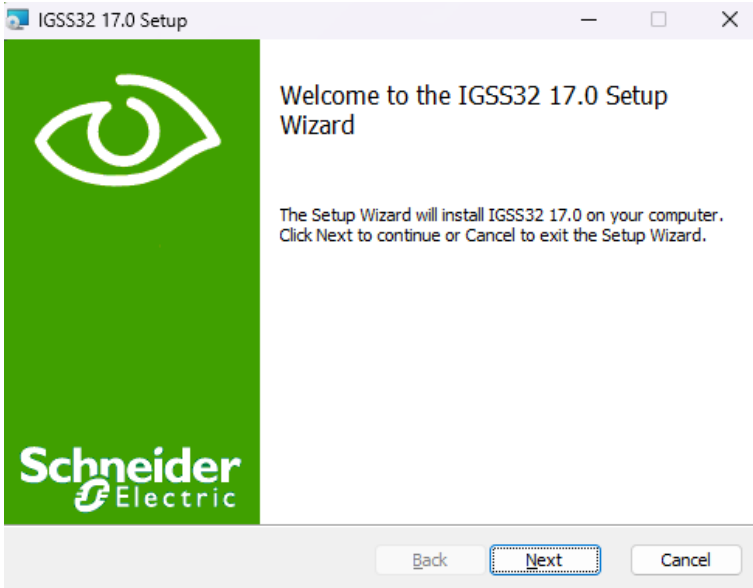 IGSS32 17.0 Setup
Welcome to the IGSS32 17.0 Setup
Wizard
The Setup Wizard will install IGSS32 17.0 on your computer.
Click Next to continue or Cancel to exit the Setup Wizard.
Schneider
Electric
Back Next Cancel